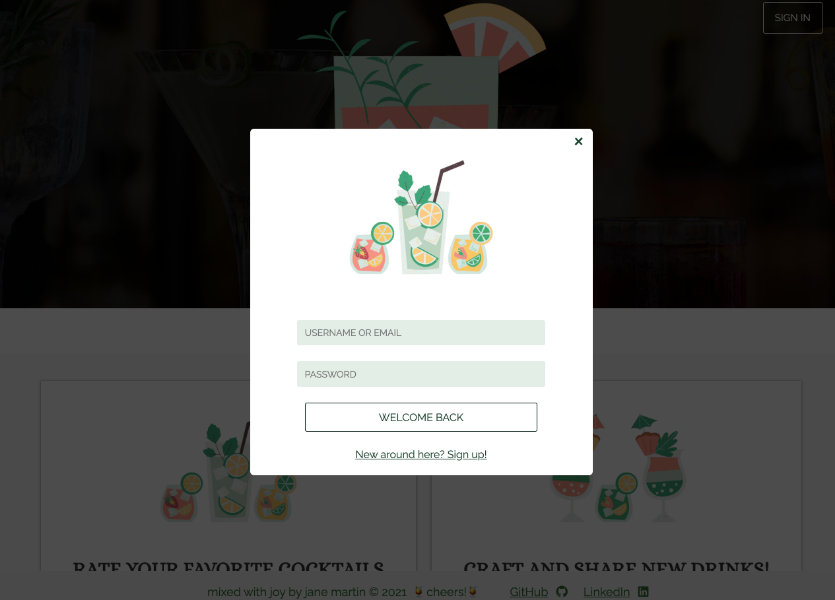 SIGN IN
×
USERNAME OR EMAIL
PASSWORD
WELCOME BACK
New around here? Sign up!
RATE YOUR FAVORITE COCKTAILS
CRAFT AND SHARE NEW DRINKS!
mixed with joy by jane martin © 2021 🍹 cheers! 🍹 GitHub LinkedIn